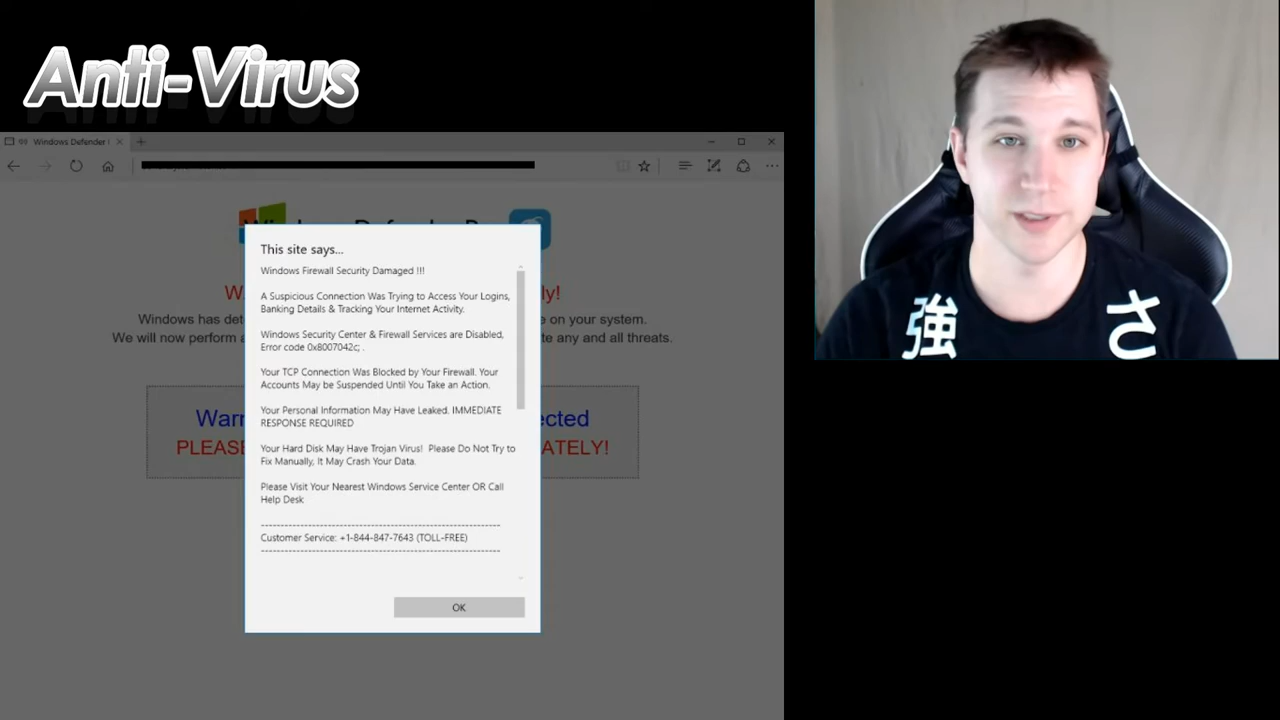 Anti-Virus
Windows Defender
This site says...
Windows Firewall Security Damaged !!!
A Suspicious Connection Was Trying to Access Your Logins,
Banking Details & Tracking Your Internet Activity.
Windows Security Center & Firewall Services are Disabled,
Error code 0x8007042c; .
Your TCP Connection Was Blocked by Your Firewall. Your
Accounts May be Suspended Until You Take an Action.
Your Personal Information May Have Leaked. IMMEDIATE
RESPONSE REQUIRED
Your Hard Disk May Have Trojan Virus! Please Do Not Try to
Fix Manually, It May Crash Your Data.
Please Visit Your Nearest Windows Service Center OR Call
Help Desk
--------------------------------------------------------------
Customer Service: +1-844-847-7643 (TOLL-FREE)
--------------------------------------------------------------
OK
Windows has
on your system.
We will now perform
any and all threats.
強 さ